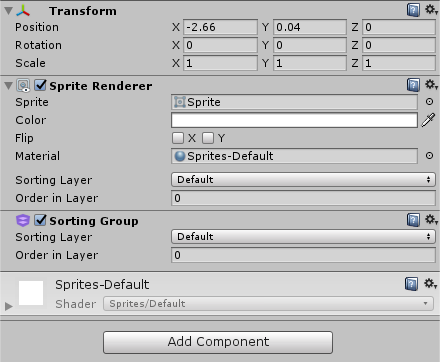 Transform
Position X -2.66 Y 0.04 Z 0
Rotation X 0 Y 0 Z 0
Scale X 1 Y 1 Z 1
Sprite Renderer
Sprite Sprite
Color
Flip X Y
Material Sprites-Default
Sorting Layer Default
Order in Layer 0
Sorting Group
Sorting Layer Default
Order in Layer 0
Sprites-Default
Shader Sprites/Default
Add Component